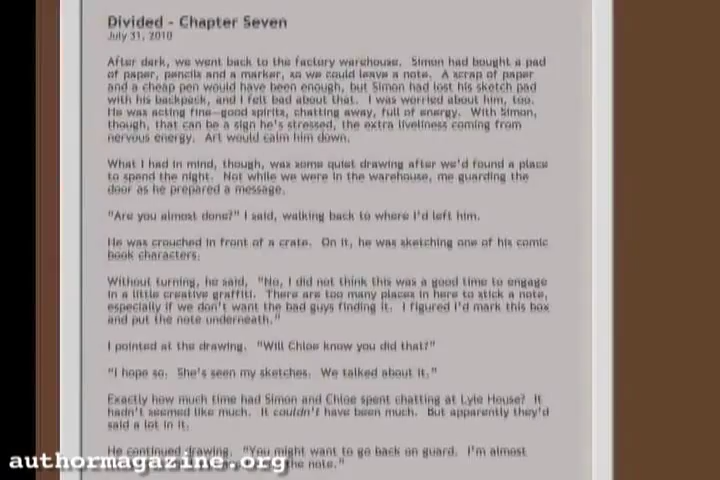 Divided - Chapter Seven
July 31, 2010
After dark, we went back to the factory warehouse. Simon had bought a pad
of paper, pencils and a marker, so we could leave a note. A scrap of paper
and a cheap pen would have been enough, but Simon had lost his sketch pad
with his backpack, and I felt bad about that. I was worried about him, too.
He was acting fine—good spirits, chatting away, full of energy. With Simon,
though, that can be a sign he's stressed, the extra liveliness coming from
nervous energy. Art would calm him down.
What I had in mind, though, was some quiet drawing after we'd found a place
to spend the night. Not while we were in the warehouse, me guarding the
door as he prepared a message.
"Are you almost done?" I said, walking back to where I'd left him.
He was crouched in front of a crate. On it, he was sketching one of his comic
book characters.
Without turning, he said, "No, I did not think this was a good time to engage
in a little creative graffiti. There are too many places in here to stick a note,
especially if we don't want the bad guys finding it. I figured I'd mark this box
and put the note underneath."
I pointed at the drawing. "Will Chloe know you did that?"
"I hope so. She's seen my sketches. We talked about it."
Exactly how much time had Simon and Chloe spent chatting at Lyle House? It
hadn't seemed like much. It couldn't have been much. But apparently they'd
said a lot in it.
He continued drawing. "You might want to go back on guard. I'm almost
the note."
authormagazine.org